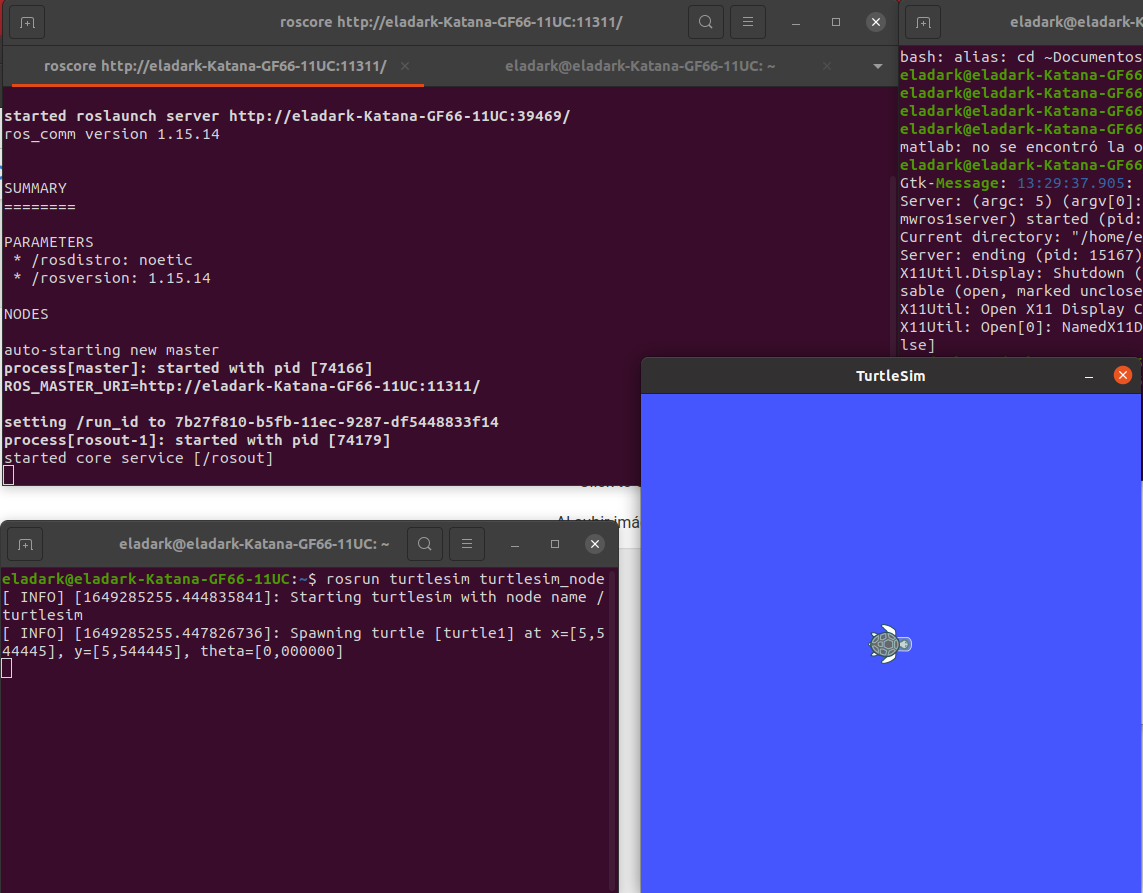 roscore http://eladark-Katana-GF66-11UC:11311/
roscore http://eladark-Katana-GF66-11UC:11311/
eladark@eladark-Katana-GF66-11UC: ~
started roslaunch server http://eladark-Katana-GF66-11UC:39469/
ros_comm version 1.15.14
SUMMARY
========
PARAMETERS
* /rosdistro: noetic
* /rosversion: 1.15.14
NODES
auto-starting new master
process[master]: started with pid [74166]
ROS_MASTER_URI=http://eladark-Katana-GF66-11UC:11311/
setting /run_id to 7b27f810-b5fb-11ec-9287-df5448833f14
process[rosout-1]: started with pid [74179]
started core service [/rosout]
eladark@eladark-K
bash: alias: cd ~Documentos
eladark@eladark-Katana-GF66
eladark@eladark-Katana-GF66
eladark@eladark-Katana-GF66
eladark@eladark-Katana-GF66
matlab: no se encontró la o
eladark@eladark-Katana-GF66
Gtk-Message: 13:29:37.905:
Server: (argc: 5) (argv[0]:
mwros1server) started (pid:
Current directory: "/home/e
Server: ending (pid: 15167)
X11Util.Display: Shutdown (
sable (open, marked unclose
X11Util: Open X11 Display C
X11Util: Open[0]: NamedX11D
lse]
TurtleSim
eladark@eladark-Katana-GF66-11UC: ~
eladark@eladark-Katana-GF66-11UC:~$ rosrun turtlesim turtlesim_node
[ INFO] [1649285255.444835841]: Starting turtlesim with node name /
turtlesim
[ INFO] [1649285255.447826736]: Spawning turtle [turtle1] at x=[5,5
44445], y=[5,544445], theta=[0,000000]